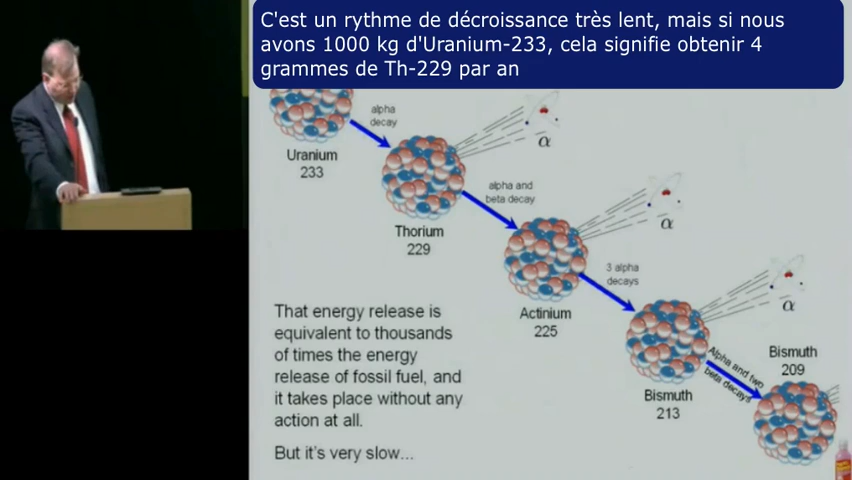 C'est un rythme de décroissance très lent, mais si nous
avons 1000 kg d'Uranium-233, cela signifie obtenir 4
grammes de Th-229 par an
alpha
decay
α
Uranium
233
alpha and
beta decay
α
Thorium
229
3 alpha
decays
α
Actinium
225
That energy release is
equivalent to thousands
of times the energy
release of fossil fuel, and
it takes place without any
action at all.
But it's very slow...
Alpha and two
beta decays
Bismuth
209
Bismuth
213